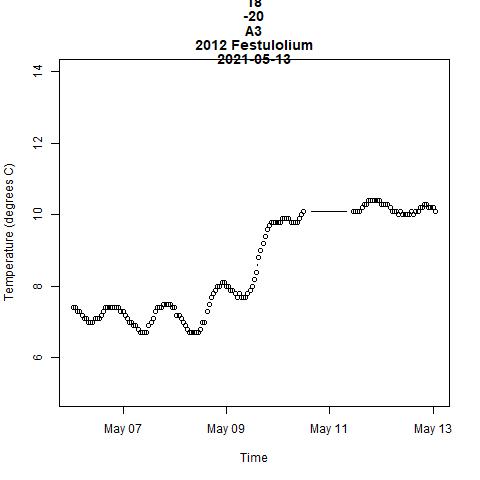 18
-20
A3
2012 Festulolium
2021-05-13
14
12
10
8
6
Temperature (degrees C)
May 07
May 09
May 11
May 13
Time